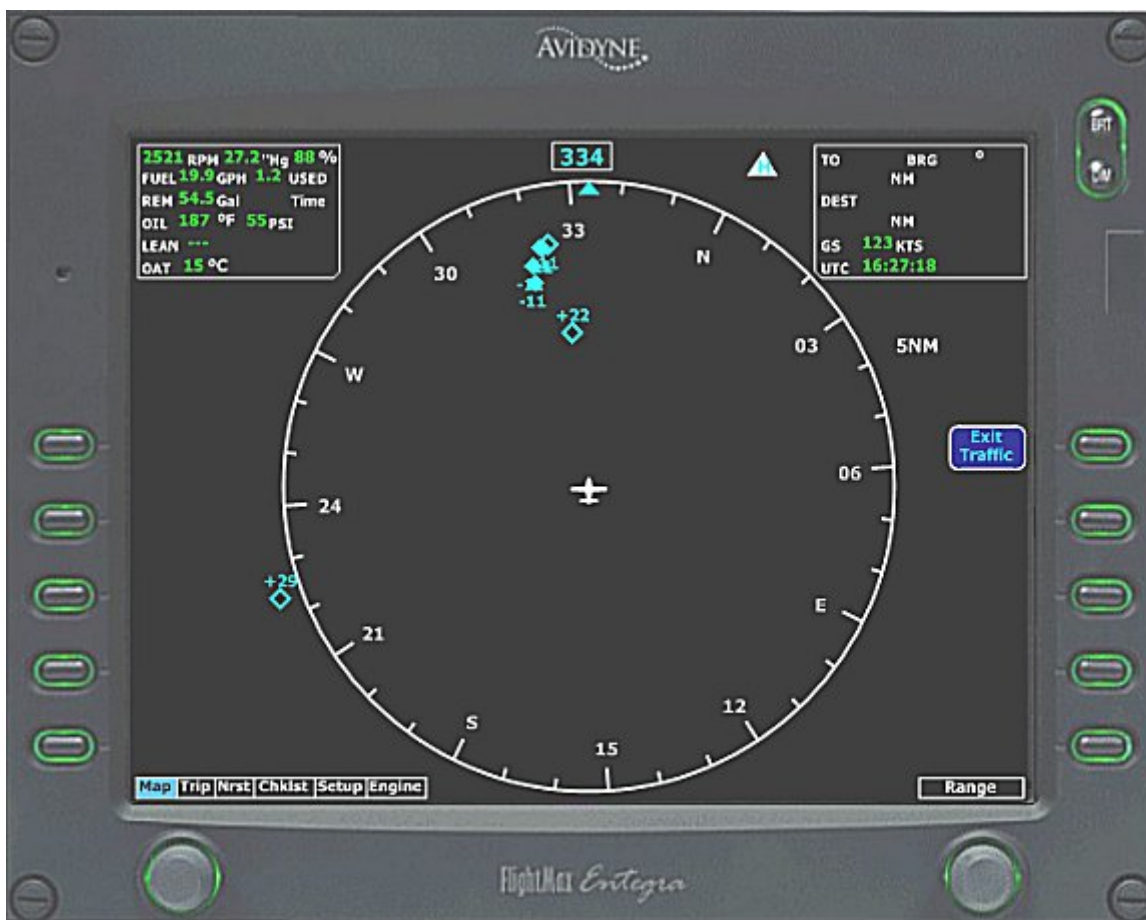 AVIDYNE
BRT
DIM
2521 RPM 27.2 "Hg 88 %
FUEL 19.9 GPH 1.2 USED
REM 54.5 Gal Time
OIL 187 °F 55 PSI
LEAN ---
OAT 15 °C
334
N
TO BRG °
NM
DEST
NM
GS 123 KTS
UTC 16:27:18
33
30
N
-11
+22
03
5NM
W
Exit
Traffic
06
24
+29
E
21
12
S
15
Map Trip Nrst Chklst Setup Engine
Range
FlightMax Entegra